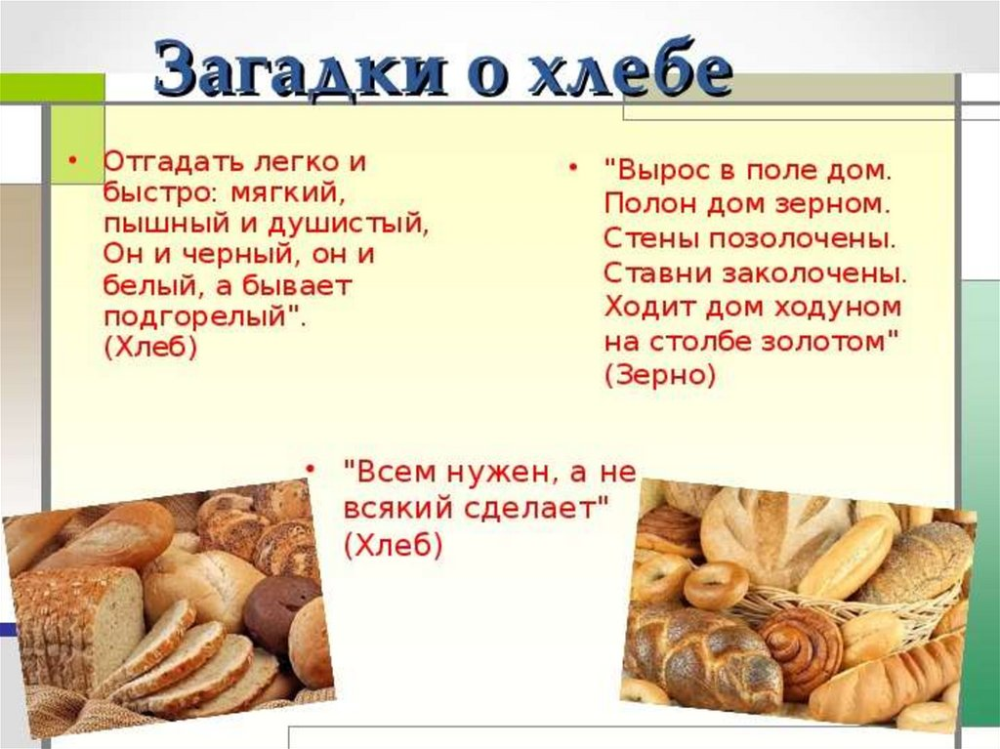 Загадки о хлебе
• Отгадать легко и
быстро: мягкий,
пышный и душистый,
Он и черный, он и
белый, а бывает
подгорелый".
(Хлеб)
• "Вырос в поле дом.
Полон дом зерном.
Стены позолочены.
Ставни заколочены.
Ходит дом ходуном
на столбе золотом"
(Зерно)
• "Всем нужен, а не
всякий сделает"
(Хлеб)